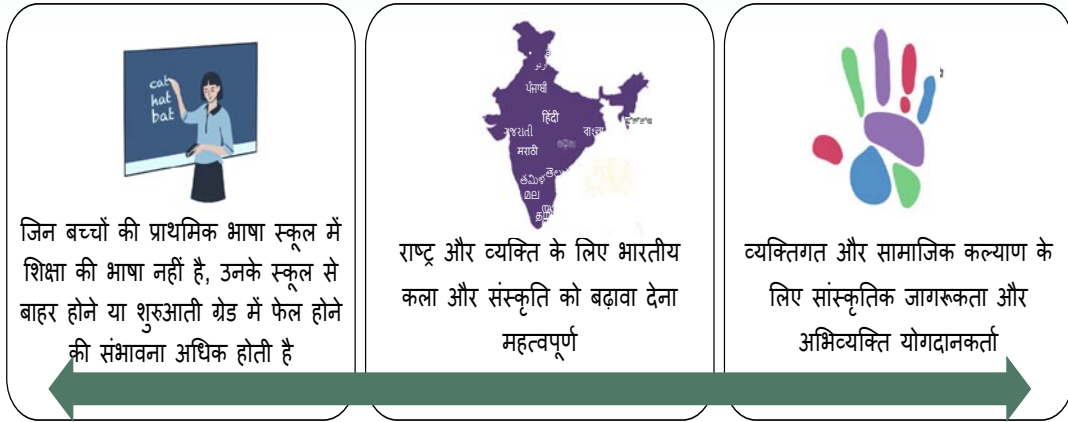 cat
hat
bat
जिन बच्चों की प्राथमिक भाषा स्कूल में
शिक्षा की भाषा नहीं है, उनके स्कूल से
बाहर होने या शुरुआती ग्रेड में फेल होने
की संभावना अधिक होती है
ਪੰਜਾਬੀ
हिंदी
ગુજરાતી
বাংলা
मराठी
राष्ट्र और व्यक्ति के लिए भारतीय
कला और संस्कृति को बढ़ावा देना
महत्वपूर्ण
व्यक्तिगत और सामाजिक कल्याण के
लिए सांस्कृतिक जागरूकता और
अभिव्यक्ति योगदानकर्ता